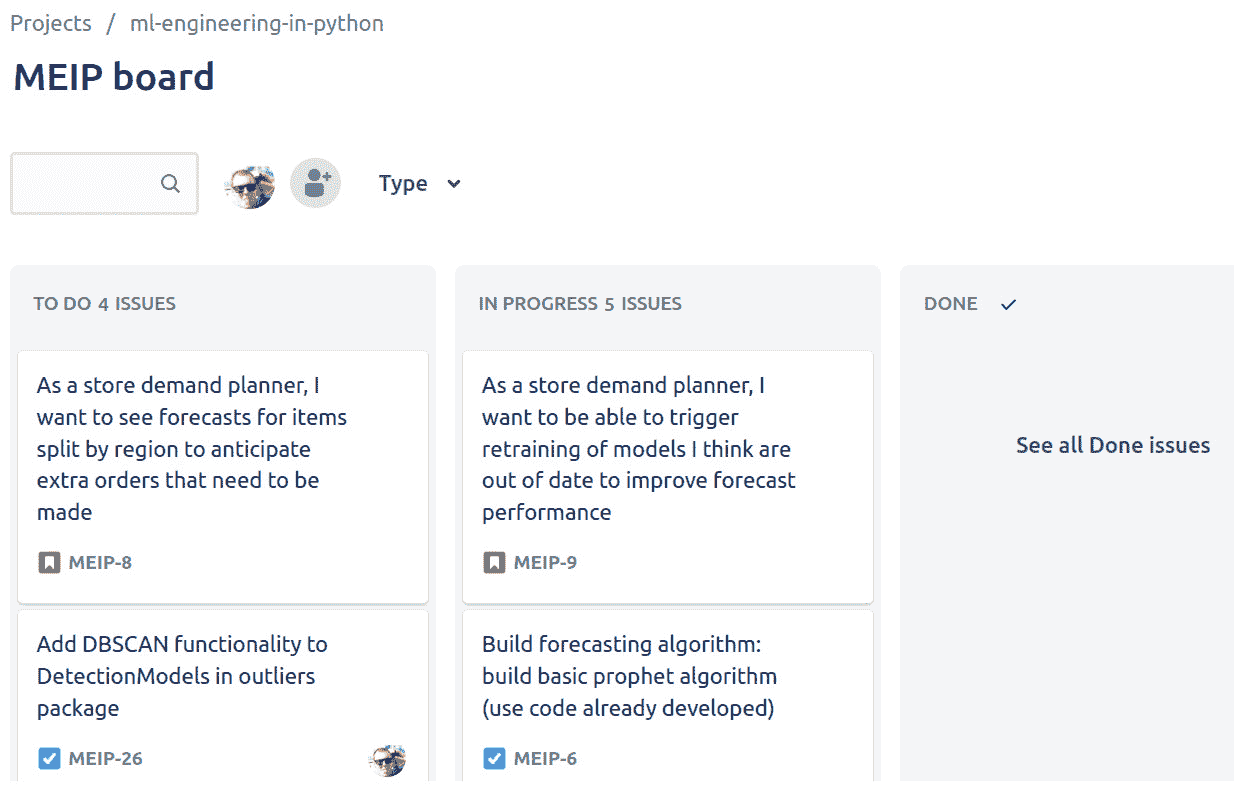 Projects / ml-engineering-in-python
MEIP board
Type
TO DO 4 ISSUES
As a store demand planner, I
want to see forecasts for items
split by region to anticipate
extra orders that need to be
made
MEIP-8
Add DBSCAN functionality to
DetectionModels in outliers
package
MEIP-26
IN PROGRESS 5 ISSUES
As a store demand planner, I
want to be able to trigger
retraining of models I think are
out of date to improve forecast
performance
MEIP-9
Build forecasting algorithm:
build basic prophet algorithm
(use code already developed)
MEIP-6
DONE
See all Done issues